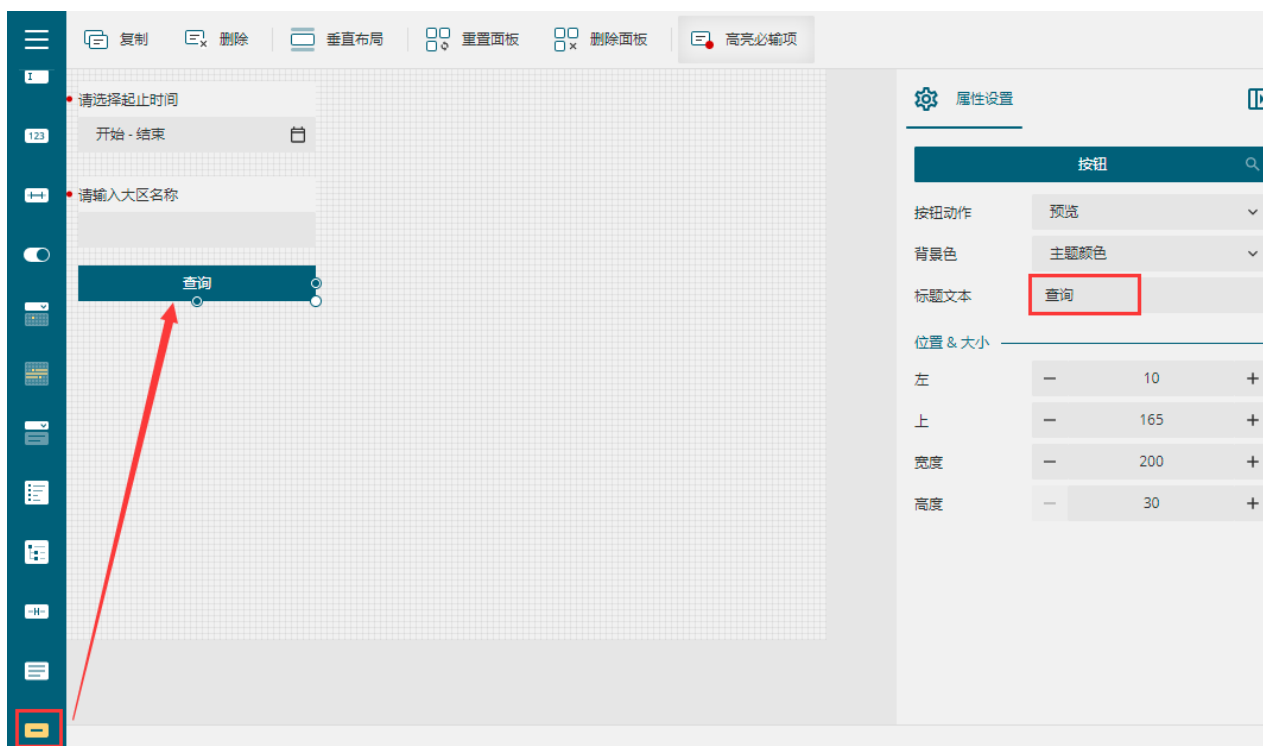 复制 删除 垂直布局 重置面板 删除面板 高亮必输项
请选择起止时间
开始 - 结束
请输入大区名称
查询
123
属性设置
按钮
按钮动作 预览
背景色 主题颜色
标题文本 查询
位置 & 大小
左 10
上 165
宽度 200
高度 30